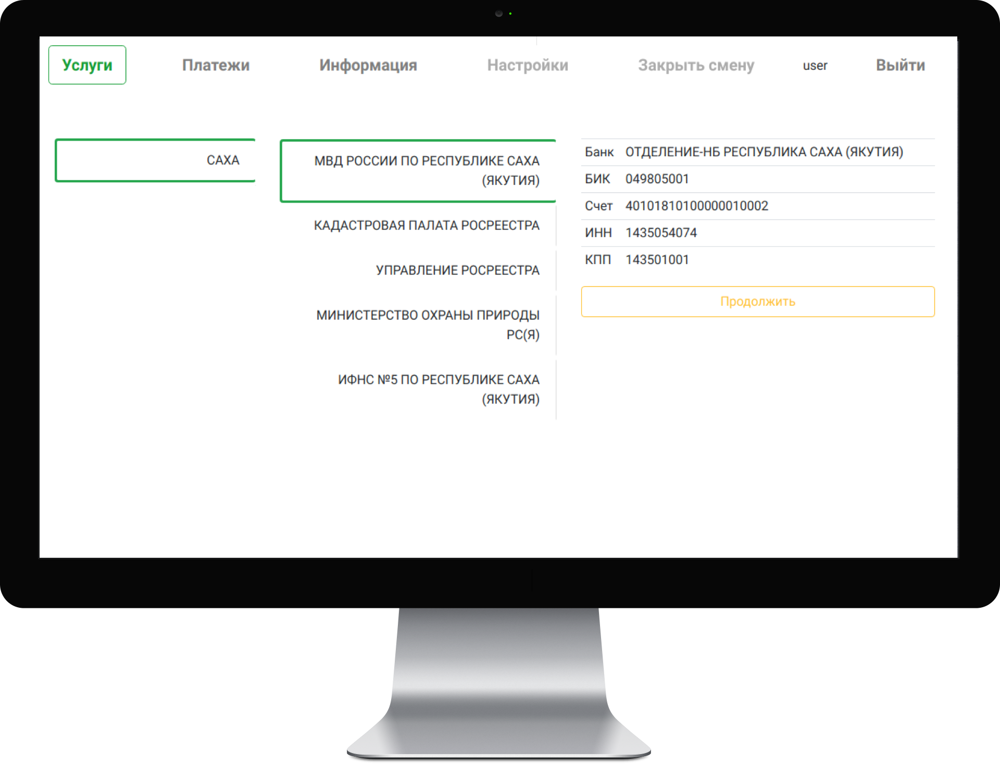 Услуги Платежи Информация Настройки Закрыть смену user Выйти
САХА
МВД РОССИИ ПО РЕСПУБЛИКЕ САХА
(ЯКУТИЯ)
КАДАСТРОВАЯ ПАЛАТА РОСРЕЕСТРА
УПРАВЛЕНИЕ РОСРЕЕСТРА
МИНИСТЕРСТВО ОХРАНЫ ПРИРОДЫ
РС(Я)
ИФНС №5 ПО РЕСПУБЛИКЕ САХА
(ЯКУТИЯ)
Банк ОТДЕЛЕНИЕ-НБ РЕСПУБЛИКА САХА (ЯКУТИЯ)
БИК 049805001
Счет 40101810100000010002
ИНН 1435054074
КПП 143501001
Продолжить